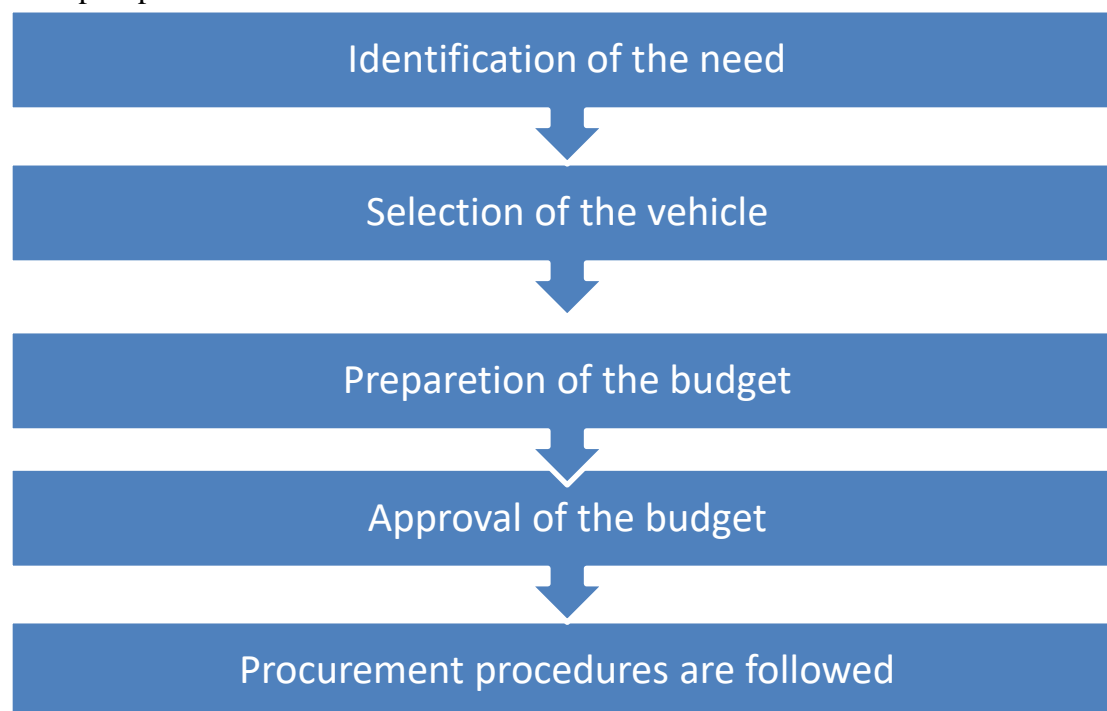 Identification of the need
Selection of the vehicle
Preparetion of the budget
Approval of the budget
Procurement procedures are followed